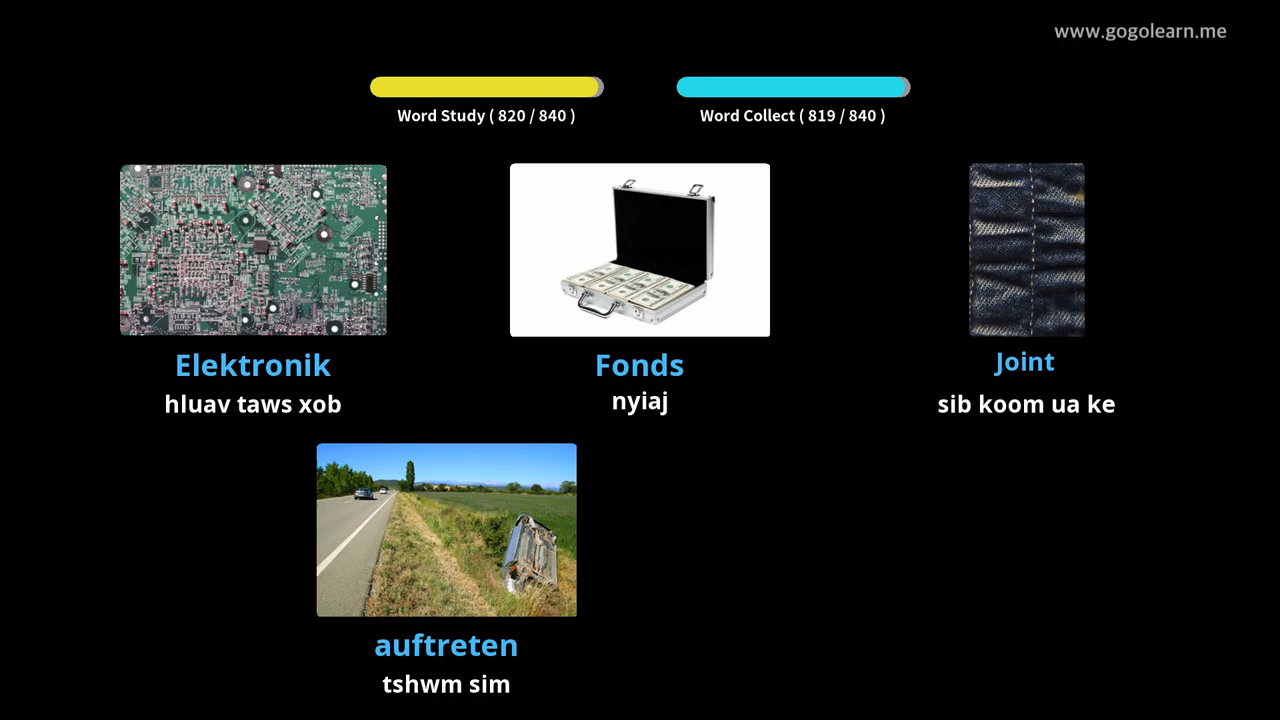 www.gogolearn.me
Word Study ( 820 / 840 )
Word Collect ( 819 / 840 )
Elektronik
hluav taws xob
Fonds
nyiaj
Joint
sib koom ua ke
auftreten
tshwm sim